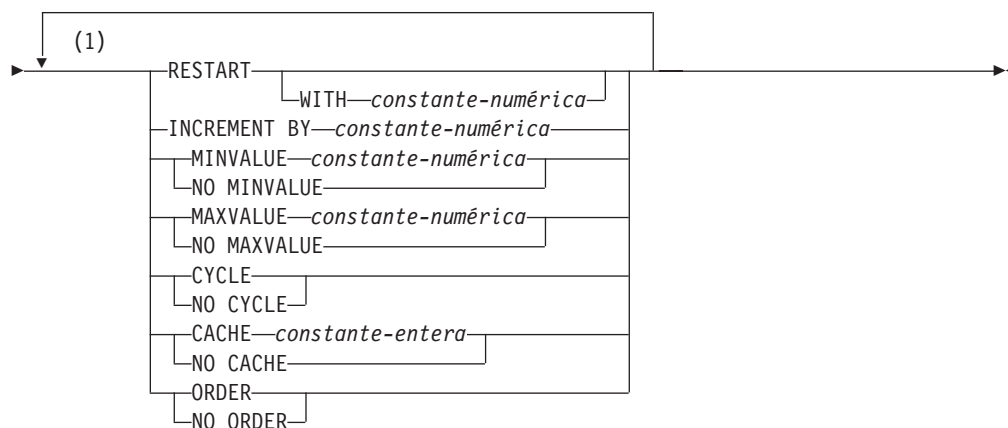 (1)
RESTART
WITH constante-numérica
INCREMENT BY constante-numérica
MINVALUE constante-numérica
NO MINVALUE
MAXVALUE constante-numérica
NO MAXVALUE
CYCLE
NO CYCLE
CACHE constante-entera
NO CACHE
ORDER
NO ORDER